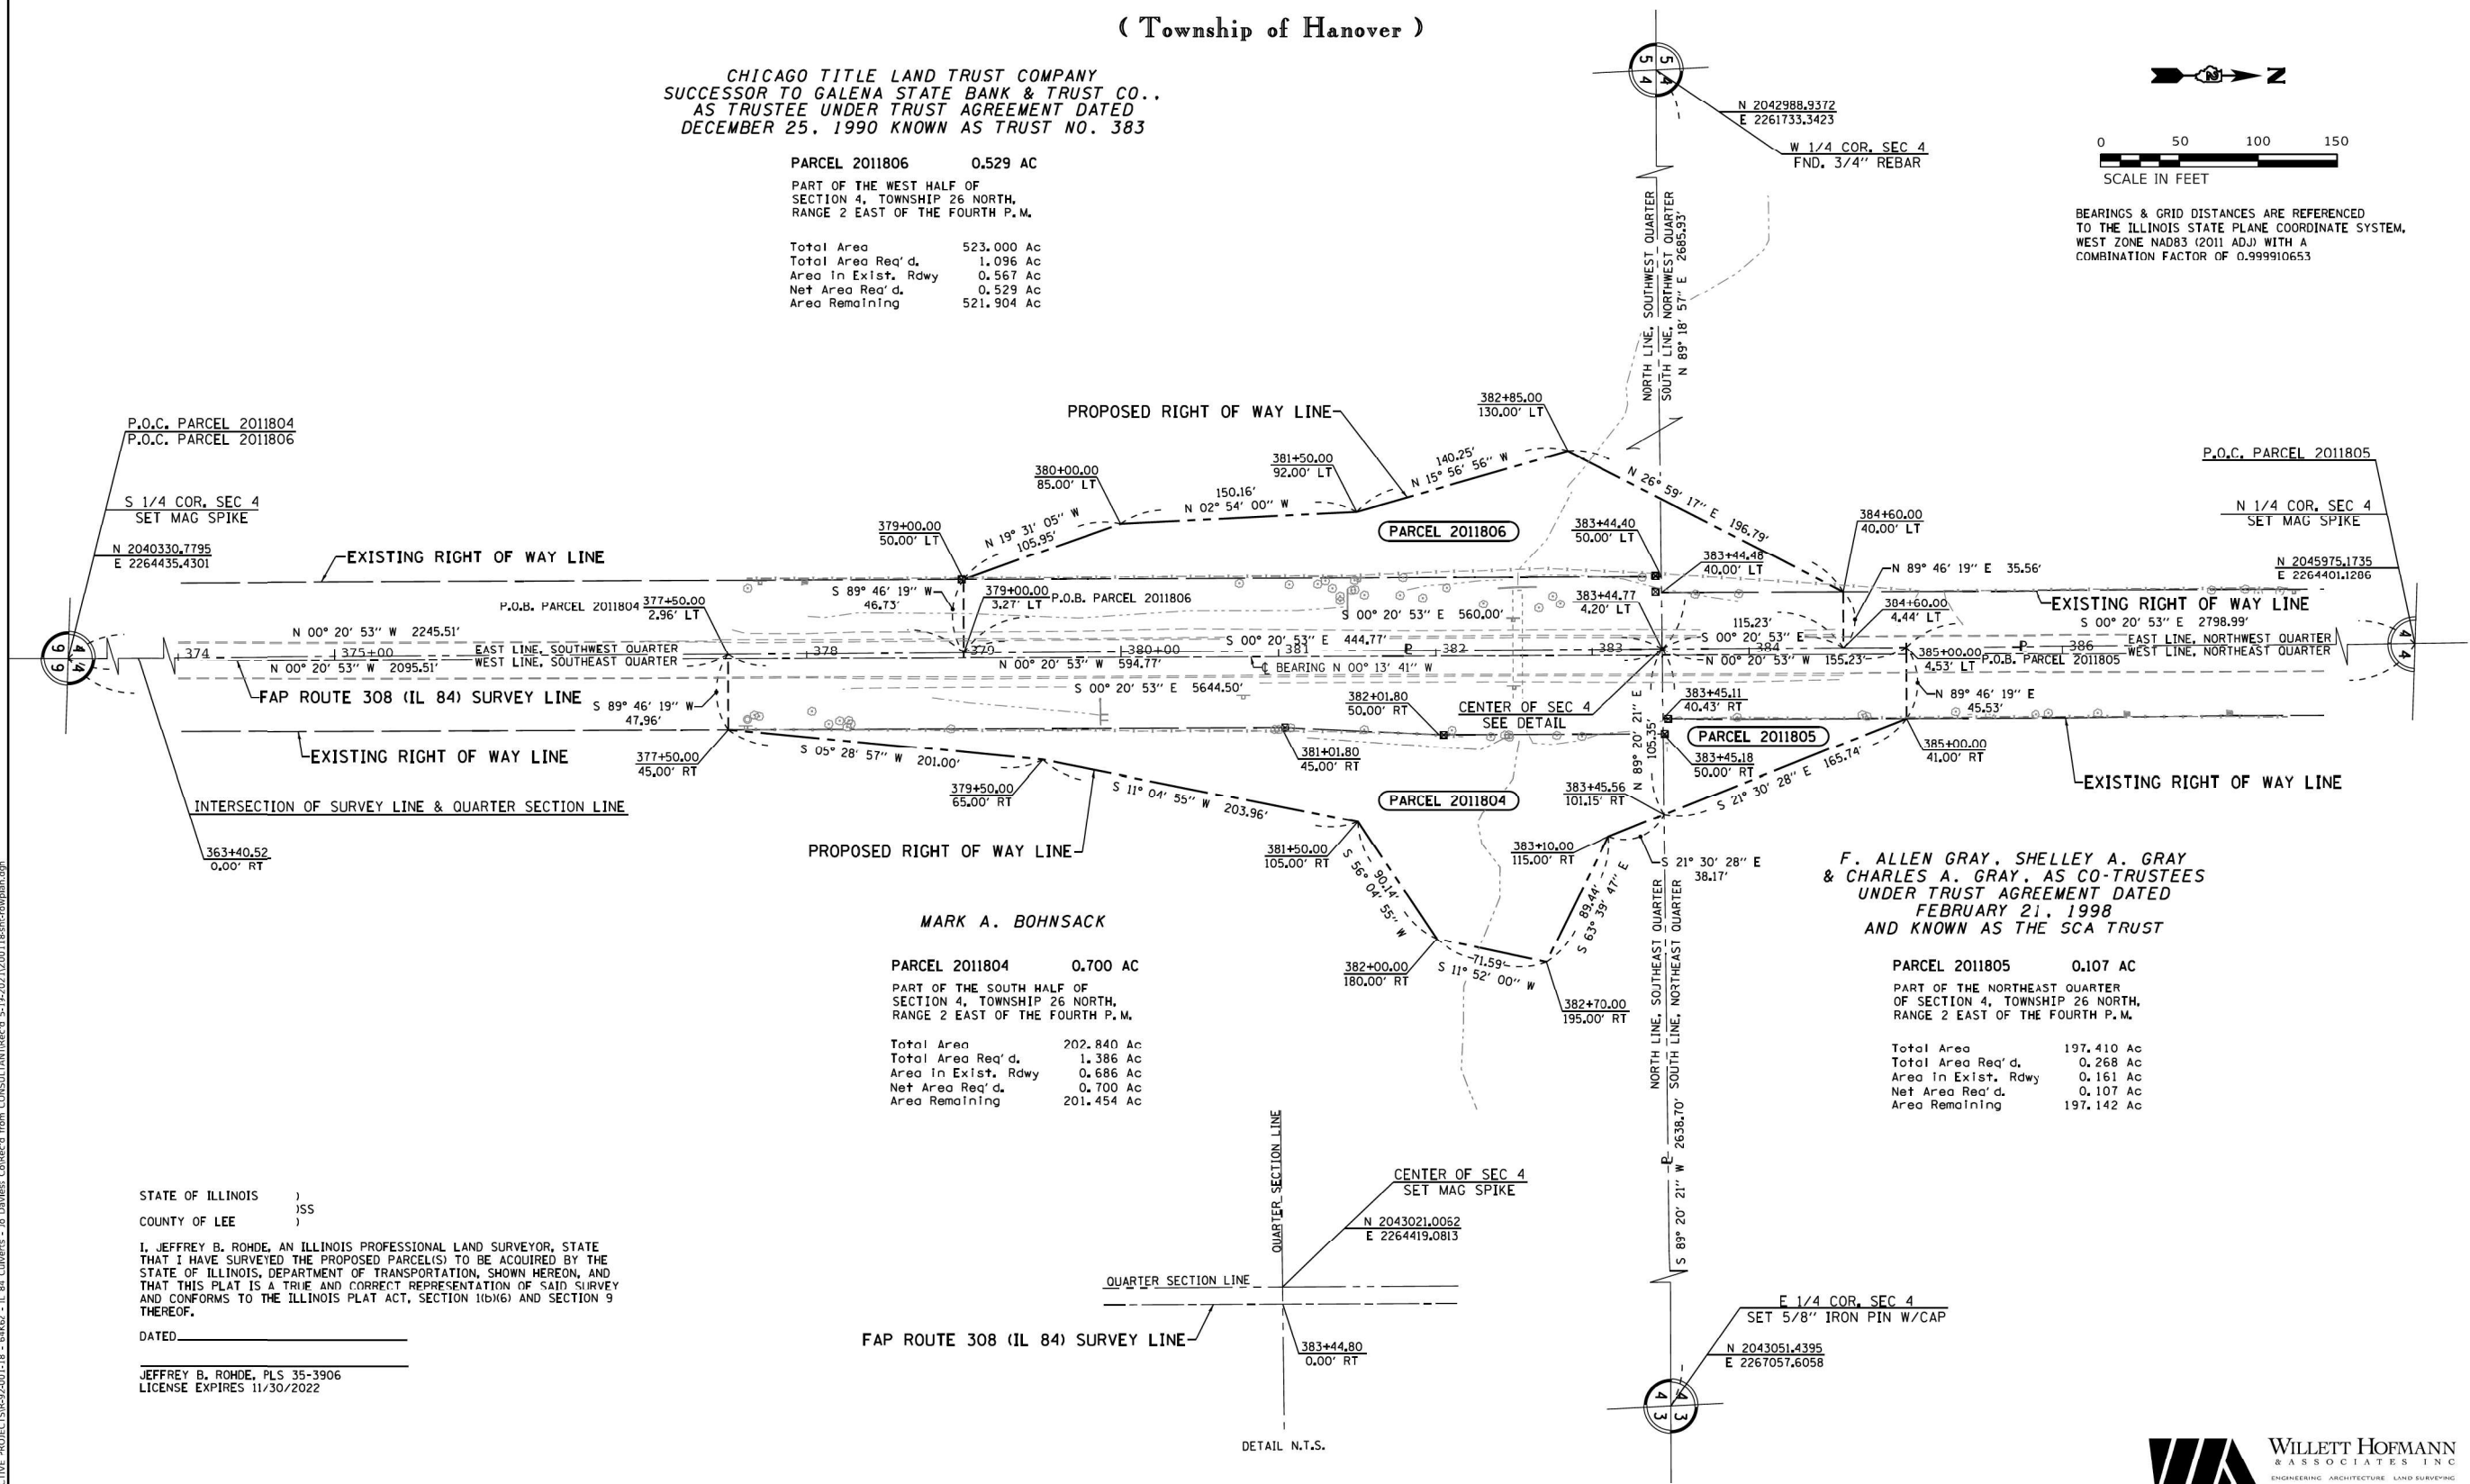 ( Township of Hanover )
CHICAGO TITLE LAND TRUST COMPANY
SUCCESSOR TO GALENA STATE BANK & TRUST CO.,
AS TRUSTEE UNDER TRUST AGREEMENT DATED
DECEMBER 25, 1990 KNOWN AS TRUST NO. 383
PARCEL 2011806 0.529 AC
PART OF THE WEST HALF OF
SECTION 4, TOWNSHIP 26 NORTH,
RANGE 2 EAST OF THE FOURTH P.M.
Total Area 523.000 Ac
Total Area Req'd. 1.096 Ac
Area in Exist. Rdwy 0.567 Ac
Net Area Req'd. 0.529 Ac
Area Remaining 521.904 Ac
5 5
4 4
N 2042988.9372
E 2261733.3423
W 1/4 COR. SEC 4
FND. 3/4" REBAR
N
0 50 100 150
SCALE IN FEET
BEARINGS & GRID DISTANCES ARE REFERENCED
TO THE ILLINOIS STATE PLANE COORDINATE SYSTEM,
WEST ZONE NAD83 (2011 ADJ) WITH A
COMBINATION FACTOR OF 0.999910653
NORTH LINE, SOUTHWEST QUARTER
SOUTH LINE, NORTHWEST QUARTER
N 89° 18' 57" E 2685.93'
P.O.C. PARCEL 2011804
P.O.C. PARCEL 2011806
S 1/4 COR. SEC 4
SET MAG SPIKE
N 2040330.7795
E 2264435.4301
EXISTING RIGHT OF WAY LINE
PROPOSED RIGHT OF WAY LINE
379+00.00
50.00' LT
N 19° 31' 05" W
105.95'
380+00.00
85.00' LT
150.16'
N 02° 54' 00" W
381+50.00
92.00' LT
140.25'
N 15° 56' 56" W
382+85.00
130.00' LT
N 26° 59' 17" E 196.79'
PARCEL 2011806
383+44.40
50.00' LT
383+44.48
40.00' LT
383+44.77
4.20' LT
384+60.00
40.00' LT
N 89° 46' 19" E 35.56'
384+60.00
4.44' LT
P.O.C. PARCEL 2011805
N 1/4 COR. SEC 4
SET MAG SPIKE
N 2045975.1735
E 2264401.1286
EXISTING RIGHT OF WAY LINE
S 00° 20' 53" E 2798.99'
EAST LINE, NORTHWEST QUARTER
WEST LINE, NORTHEAST QUARTER
P.O.B. PARCEL 2011804
377+50.00
2.96' LT
S 89° 46' 19" W
46.73'
379+00.00
3.27' LT
P.O.B. PARCEL 2011806
S 00° 20' 53" E 560.00'
115.23'
S 00° 20' 53" E
N 00° 20' 53" W 2245.51'
S 00° 20' 53" E 444.77'
EAST LINE, SOUTHWEST QUARTER
WEST LINE, SOUTHEAST QUARTER
374 375+00 378 379 380+00 381 382 383 384 386
N 00° 20' 53" W 2095.51'
N 00° 20' 53" W 594.77'
℄ BEARING N 00° 13' 41" W
N 00° 20' 53" W 155.23'
385+00.00
4.53' LT
P.O.B. PARCEL 2011805
FAP ROUTE 308 (IL 84) SURVEY LINE
S 00° 20' 53" E 5644.50'
S 89° 46' 19" W
47.96'
EXISTING RIGHT OF WAY LINE
377+50.00
45.00' RT
S 05° 28' 57" W 201.00'
379+50.00
65.00' RT
S 11° 04' 55" W 203.96'
PROPOSED RIGHT OF WAY LINE
381+01.80
45.00' RT
382+01.80
50.00' RT
CENTER OF SEC 4
SEE DETAIL
N 89° 20' 21" E
105.35'
383+45.11
40.43' RT
PARCEL 2011805
383+45.18
50.00' RT
N 89° 46' 19" E
45.53'
385+00.00
41.00' RT
EXISTING RIGHT OF WAY LINE
PARCEL 2011804
383+45.56
101.15' RT
S 21° 30' 28" E 165.74'
381+50.00
105.00' RT
90.14'
S 56° 04' 55" W
383+10.00
115.00' RT
89.44'
S 63° 39' 47" E
S 21° 30' 28" E
38.17'
382+00.00
180.00' RT
71.59'
S 11° 52' 00" W
382+70.00
195.00' RT
INTERSECTION OF SURVEY LINE & QUARTER SECTION LINE
363+40.52
0.00' RT
MARK A. BOHNSACK
PARCEL 2011804 0.700 AC
PART OF THE SOUTH HALF OF
SECTION 4, TOWNSHIP 26 NORTH,
RANGE 2 EAST OF THE FOURTH P.M.
Total Area 202.840 Ac
Total Area Req'd. 1.386 Ac
Area in Exist. Rdwy 0.686 Ac
Net Area Req'd. 0.700 Ac
Area Remaining 201.454 Ac
F. ALLEN GRAY, SHELLEY A. GRAY
& CHARLES A. GRAY, AS CO-TRUSTEES
UNDER TRUST AGREEMENT DATED
FEBRUARY 21, 1998
AND KNOWN AS THE SCA TRUST
PARCEL 2011805 0.107 AC
PART OF THE NORTHEAST QUARTER
OF SECTION 4, TOWNSHIP 26 NORTH,
RANGE 2 EAST OF THE FOURTH P.M.
Total Area 197.410 Ac
Total Area Req'd. 0.268 Ac
Area in Exist. Rdwy 0.161 Ac
Net Area Req'd. 0.107 Ac
Area Remaining 197.142 Ac
NORTH LINE, SOUTHEAST QUARTER
SOUTH LINE, NORTHEAST QUARTER
S 89° 20' 21" W 2638.70'
QUARTER SECTION LINE
CENTER OF SEC 4
SET MAG SPIKE
N 2043021.0062
E 2264419.0813
QUARTER SECTION LINE
FAP ROUTE 308 (IL 84) SURVEY LINE
383+44.80
0.00' RT
DETAIL N.T.S.
E 1/4 COR. SEC 4
SET 5/8" IRON PIN W/CAP
N 2043051.4395
E 2267057.6058
4 4
3 3
STATE OF ILLINOIS )
)SS
COUNTY OF LEE )
I, JEFFREY B. ROHDE, AN ILLINOIS PROFESSIONAL LAND SURVEYOR, STATE
THAT I HAVE SURVEYED THE PROPOSED PARCEL(S) TO BE ACQUIRED BY THE
STATE OF ILLINOIS, DEPARTMENT OF TRANSPORTATION, SHOWN HEREON, AND
THAT THIS PLAT IS A TRUE AND CORRECT REPRESENTATION OF SAID SURVEY
AND CONFORMS TO THE ILLINOIS PLAT ACT, SECTION 1(b)(6) AND SECTION 9
THEREOF.
DATED
JEFFREY B. ROHDE, PLS 35-3906
LICENSE EXPIRES 11/30/2022
WILLETT HOFMANN
& ASSOCIATES INC
ENGINEERING ARCHITECTURE LAND SURVEYING